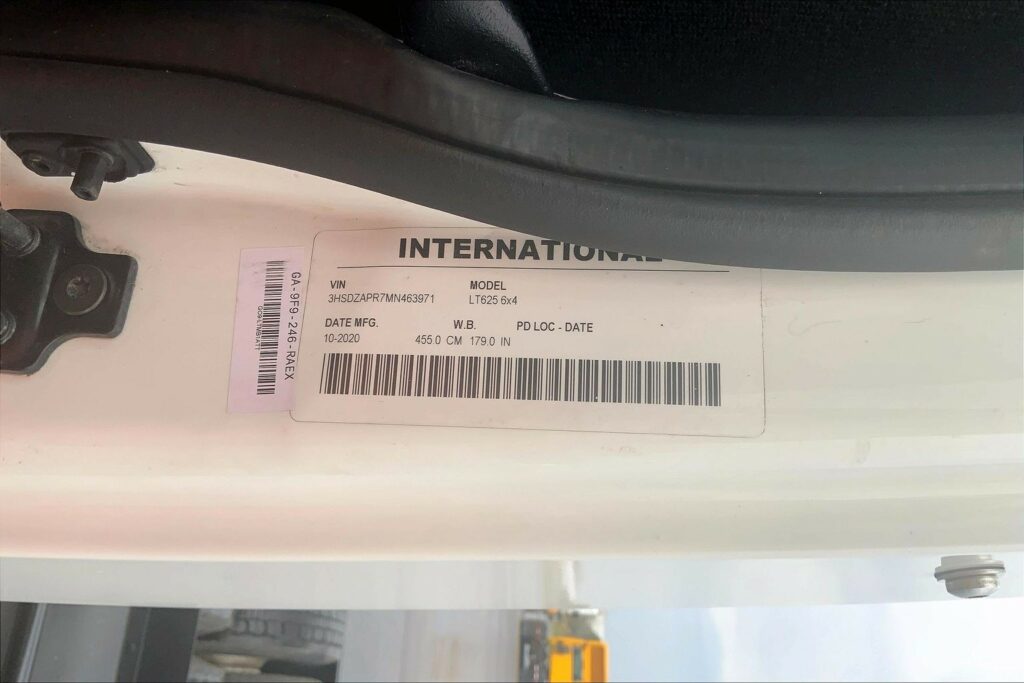 INTERNATIONAL
VIN MODEL
3HSDZAPR7MN463971 LT625 6x4
DATE MFG. W.B. PD LOC - DATE
10-2020 455.0 CM 179.0 IN
GA-9F9-246-RAEX